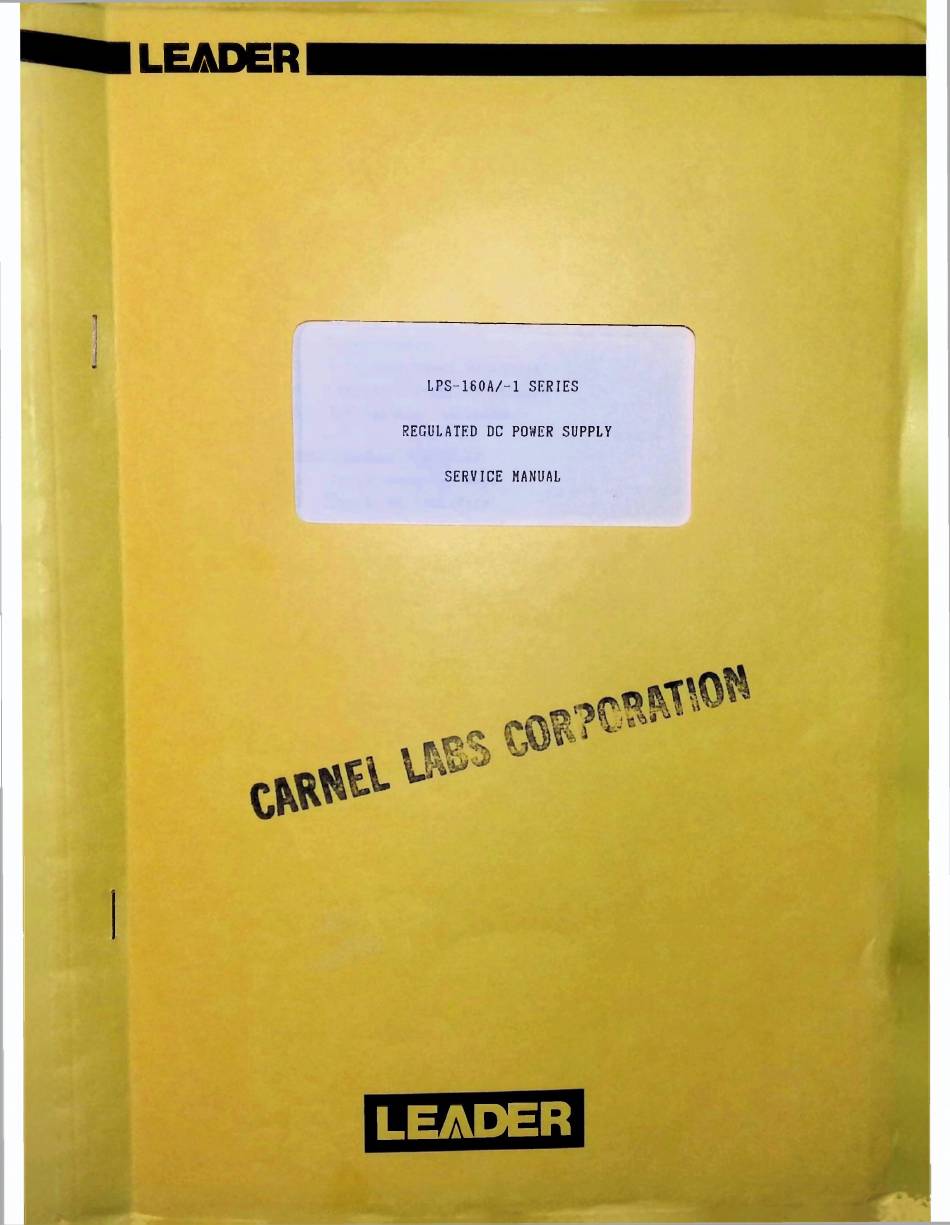 LEADER
LPS-160A/-1 SERIES
REGULATED DC POWER SUPPLY
SERVICE MANUAL
CARNEL LABS CORPORATION
LEADER